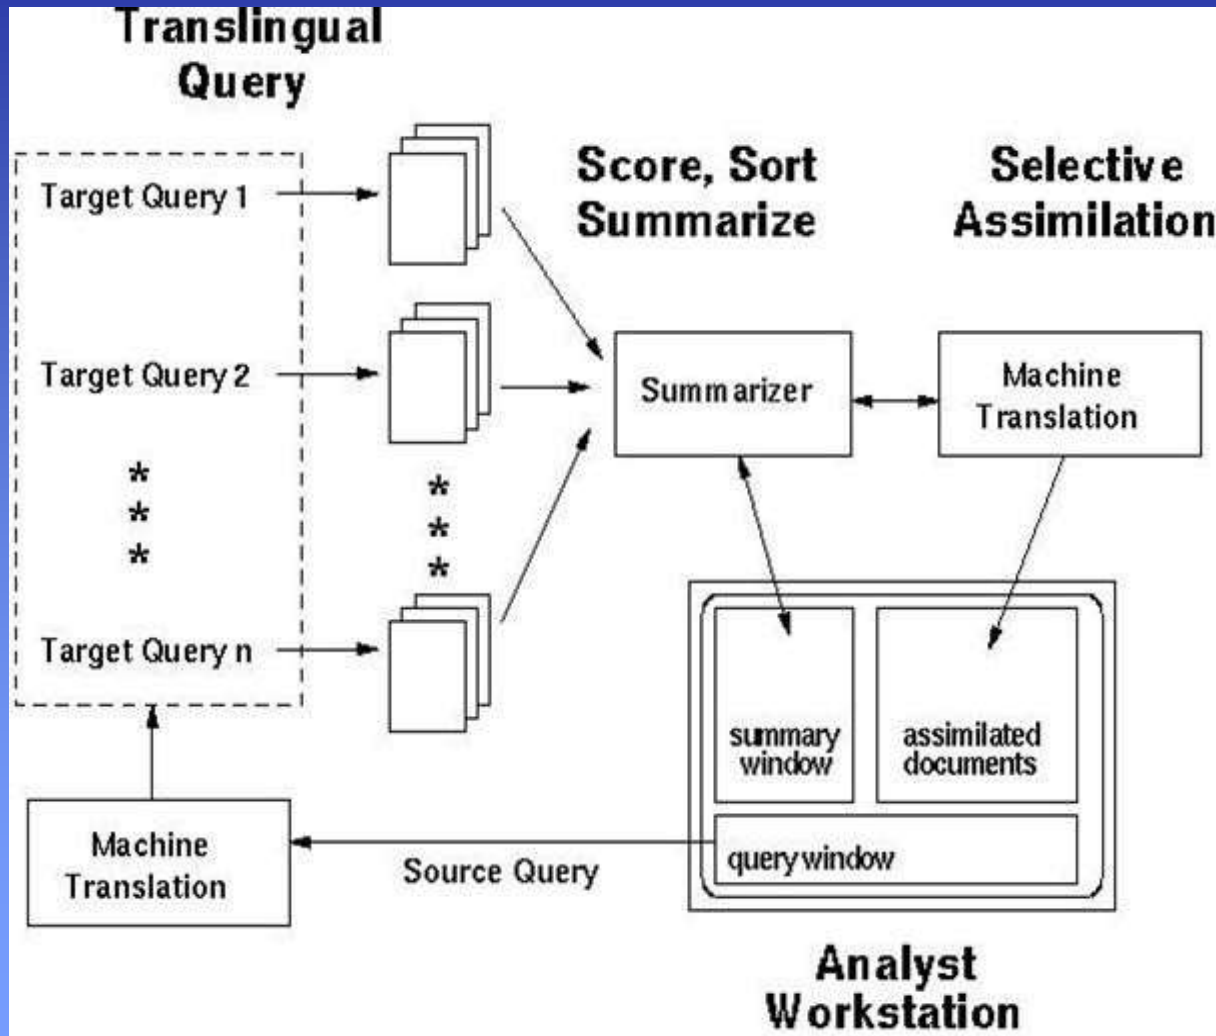 Translingual
Query
Score, Sort
Summarize
Selective
Assimilation
Target Query 1
Target Query 2
*
*
*
*
*
*
Target Query n
Summarizer
Machine
Translation
summary
window
assimilated
documents
query window
Machine
Translation
Source Query
Analyst
Workstation